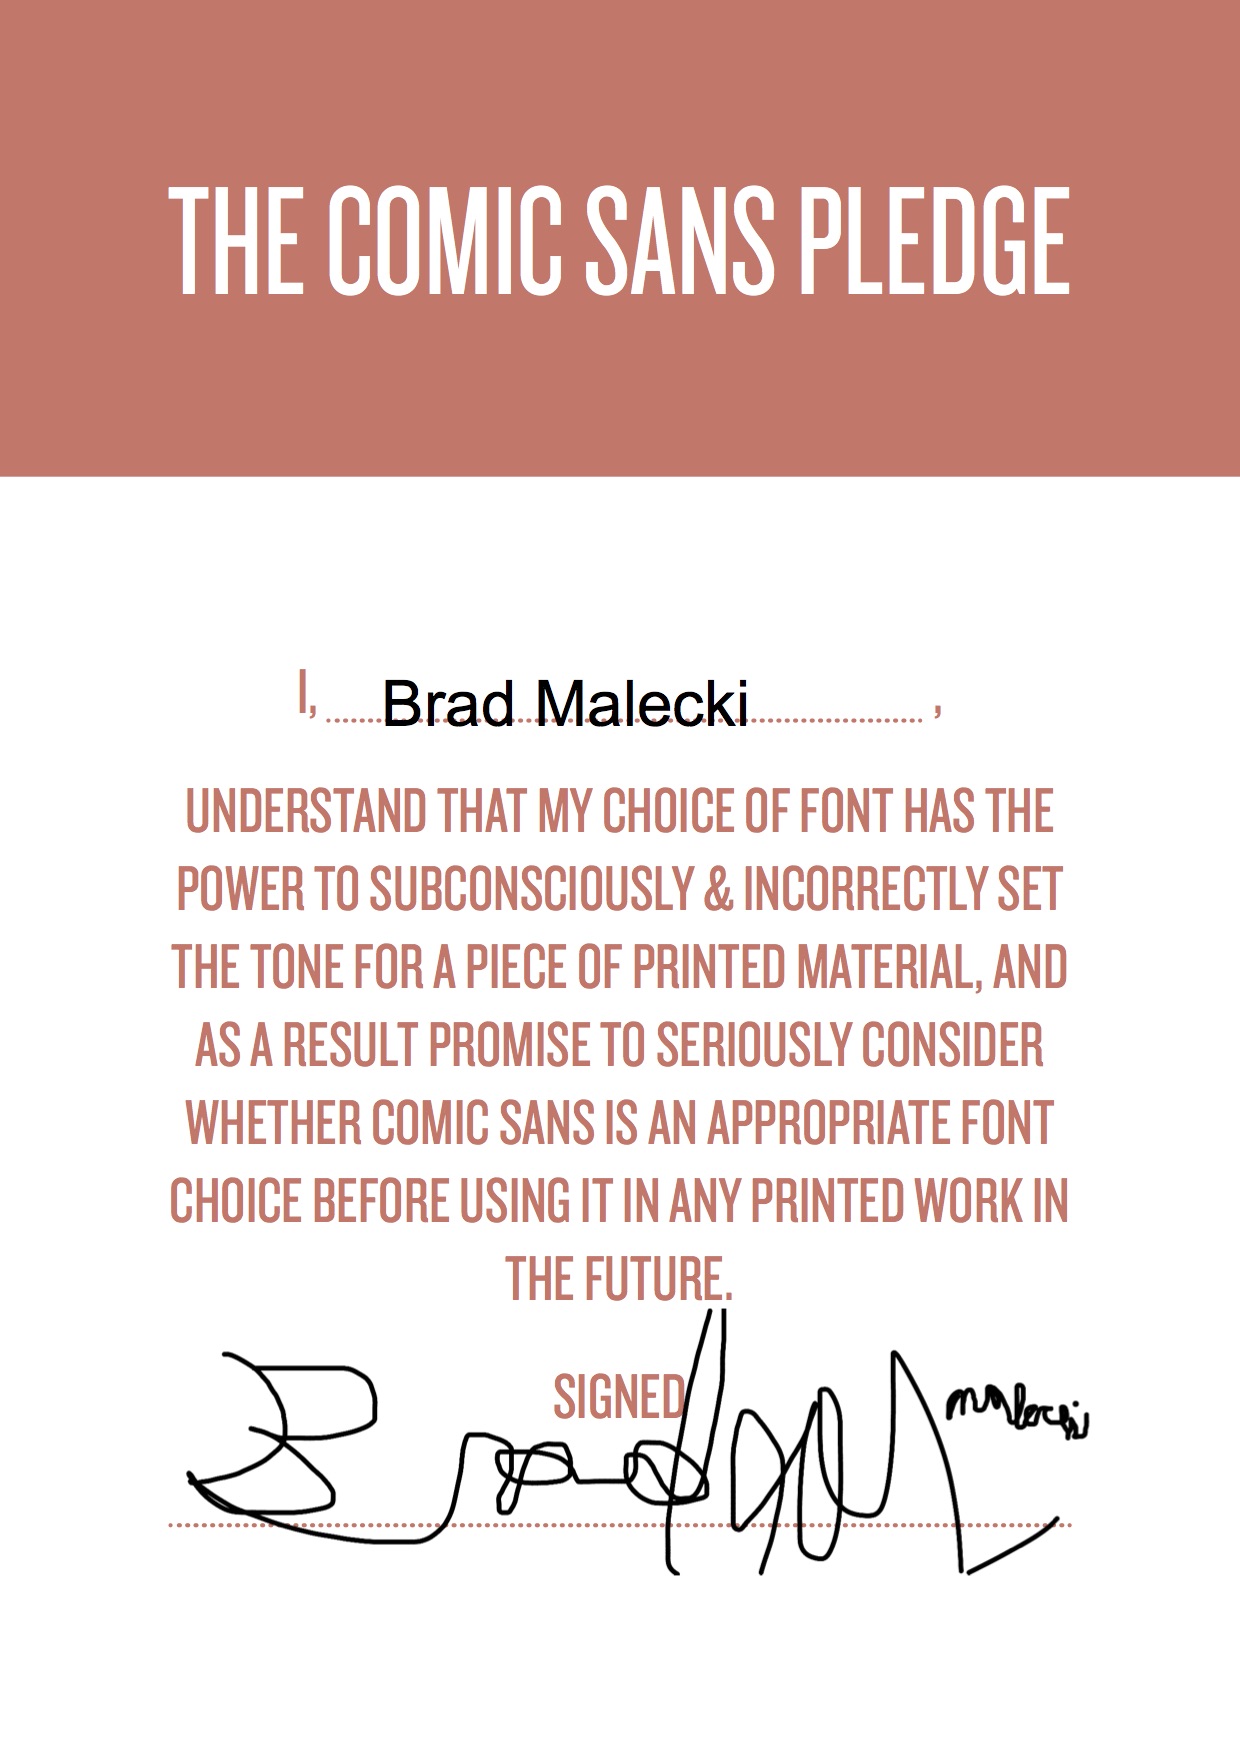 THE COMIC SANS PLEDGE
I, Brad Malecki ,
UNDERSTAND THAT MY CHOICE OF FONT HAS THE
POWER TO SUBCONSCIOUSLY & INCORRECTLY SET
THE TONE FOR A PIECE OF PRINTED MATERIAL, AND
AS A RESULT PROMISE TO SERIOUSLY CONSIDER
WHETHER COMIC SANS IS AN APPROPRIATE FONT
CHOICE BEFORE USING IT IN ANY PRINTED WORK IN
THE FUTURE.
SIGNED
Brad